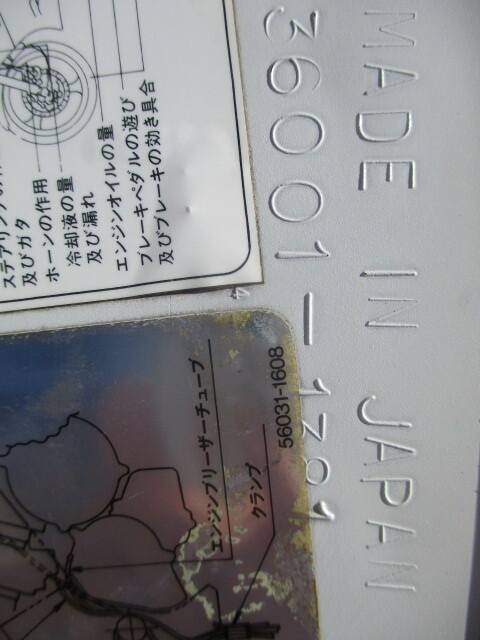 MADE IN JAPAN
36001-1301
ステアリングの
及びガタ
ホーンの作用
冷却液の量
及び漏れ
エンジンオイルの量
ブレーキペダルの遊び
及びブレーキの効き具合
4
エンジンブリーザーチューブ
クランプ
56031-1608